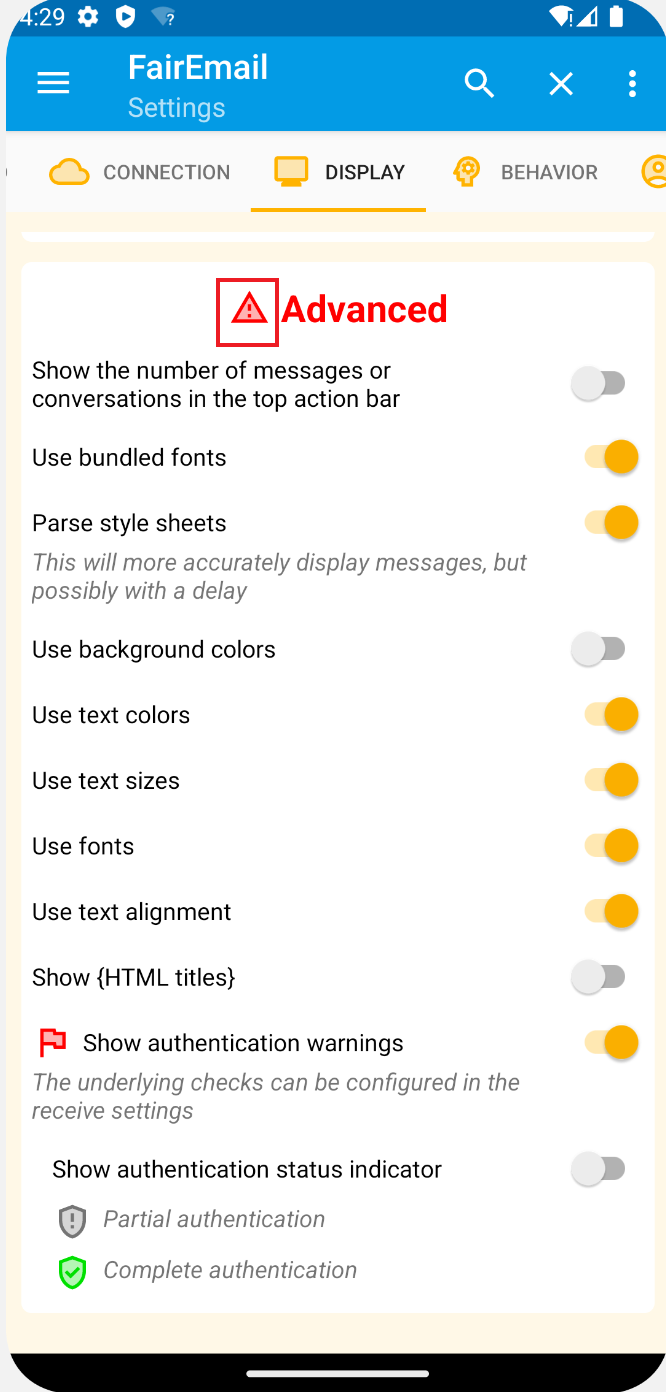 4:29
FairEmail
Settings
CONNECTION
DISPLAY
BEHAVIOR
Advanced
Show the number of messages or
conversations in the top action bar
Use bundled fonts
Parse style sheets
This will more accurately display messages, but
possibly with a delay
Use background colors
Use text colors
Use text sizes
Use fonts
Use text alignment
Show {HTML titles}
Show authentication warnings
The underlying checks can be configured in the
receive settings
Show authentication status indicator
Partial authentication
Complete authentication